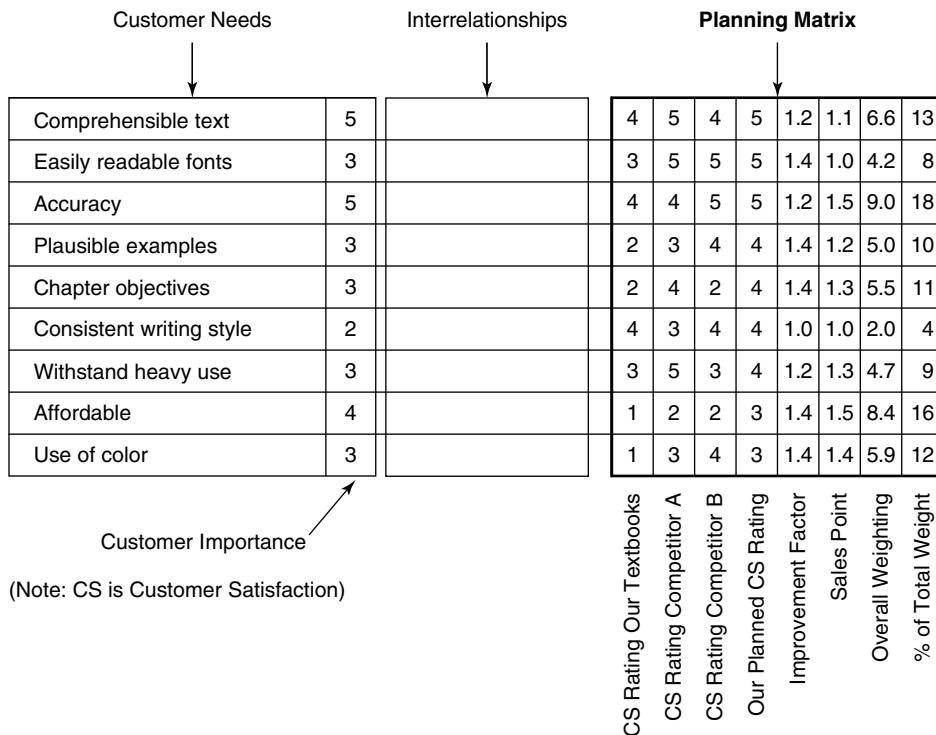 Customer Needs Interrelationships Planning Matrix
Comprehensible text 5 4 5 4 5 1.2 1.1 6.6 13
Easily readable fonts 3 3 5 5 5 1.4 1.0 4.2 8
Accuracy 5 4 4 5 5 1.2 1.5 9.0 18
Plausible examples 3 2 3 4 4 1.4 1.2 5.0 10
Chapter objectives 3 2 4 2 4 1.4 1.3 5.5 11
Consistent writing style 2 4 3 4 4 1.0 1.0 2.0 4
Withstand heavy use 3 3 5 3 4 1.2 1.3 4.7 9
Affordable 4 1 2 2 3 1.4 1.5 8.4 16
Use of color 3 1 3 4 3 1.4 1.4 5.9 12
Customer Importance
(Note: CS is Customer Satisfaction)
CS Rating Our Textbooks
CS Rating Competitor A
CS Rating Competitor B
Our Planned CS Rating
Improvement Factor
Sales Point
Overall Weighting
% of Total Weight